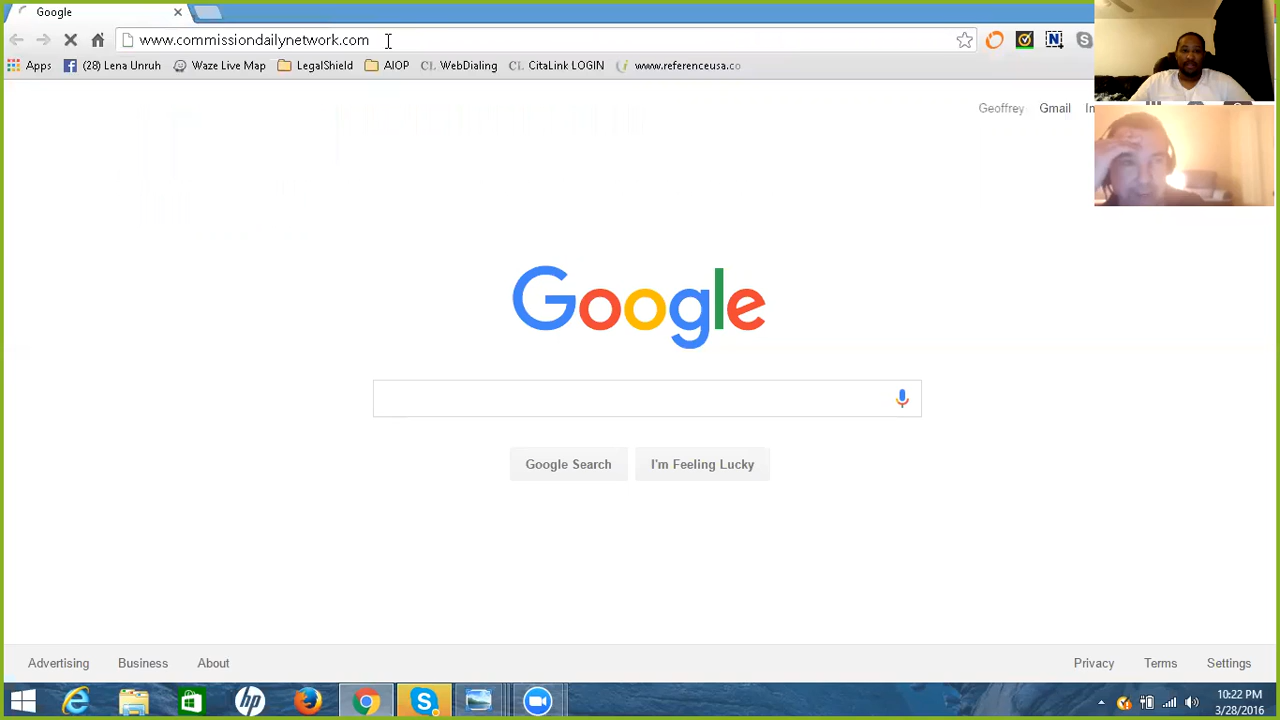 Google
www.commissiondailynetwork.com
Apps (28) Lena Unruh Waze Live Map LegalShield AIOP WebDialing CitaLink LOGIN www.referenceusa.co
Geoffrey Gmail
Google
Google Search I'm Feeling Lucky
Advertising Business About Privacy Terms Settings
10:22 PM
3/28/2016